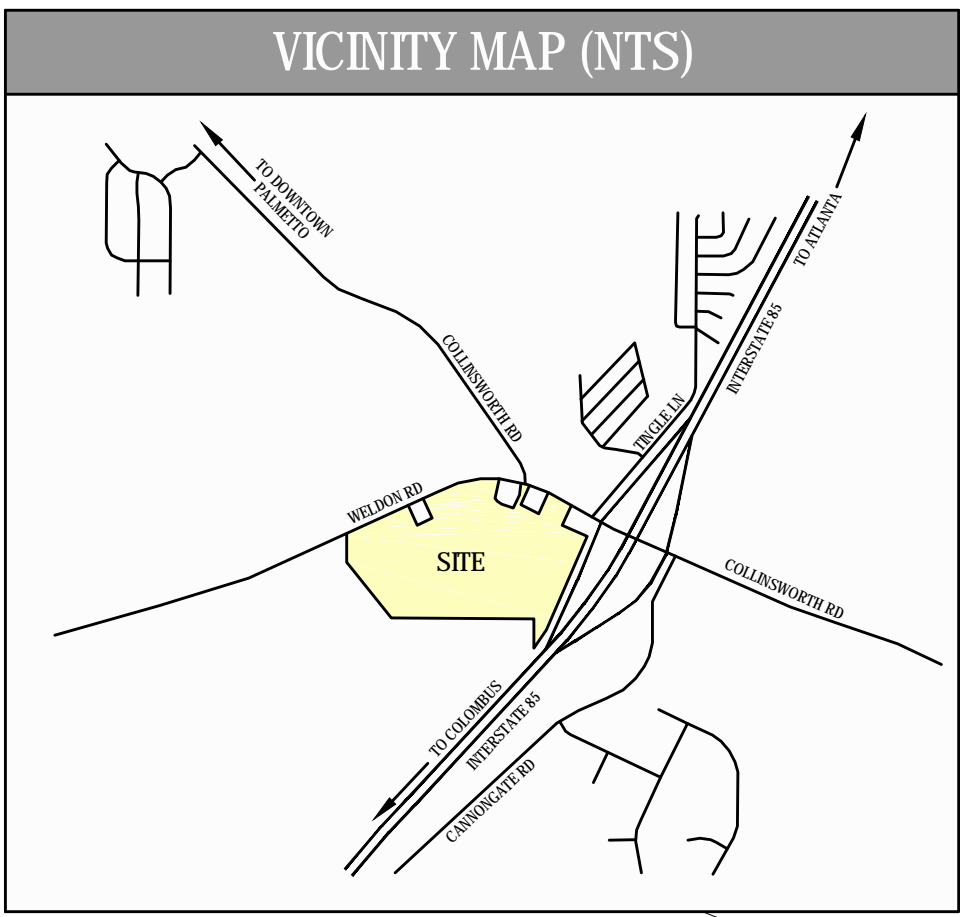 VICINITY MAP (NTS)
TO DOWNTOWN
PALMETTO
TO ATLANTA
INTERSTATE 85
COLLINSWORTH RD
TINGLE LN
WELDON RD
SITE
COLLINSWORTH RD
TO COLOMBUS
INTERSTATE 85
CANNONGATE RD